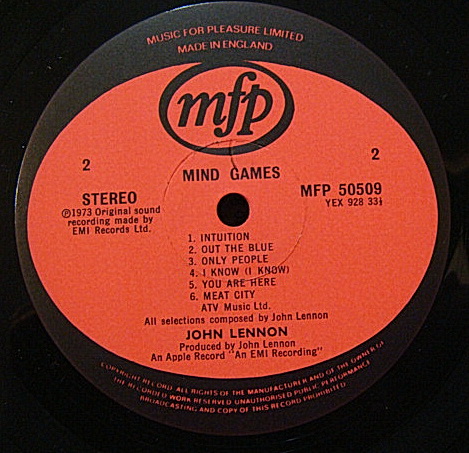 MUSIC FOR PLEASURE LIMITED
MADE IN ENGLAND
mfp
MIND GAMES
2
2
STEREO
Ⓟ1973 Original sound
recording made by
EMI Records Ltd.
MFP 50509
YEX 928 33⅓
1. INTUITION
2. OUT THE BLUE
3. ONLY PEOPLE
4. I KNOW (I KNOW)
5. YOU ARE HERE
6. MEAT CITY
ATV Music Ltd.
All selections composed by John Lennon
JOHN LENNON
Produced by John Lennon
An Apple Record "An EMI Recording"
COPYRIGHT RECORD. ALL RIGHTS OF THE MANUFACTURER AND OF THE OWNER OF
THE RECORDED WORK RESERVED UNAUTHORISED PUBLIC PERFORMANCE
BROADCASTING AND COPY OF THIS RECORD PROHIBITED